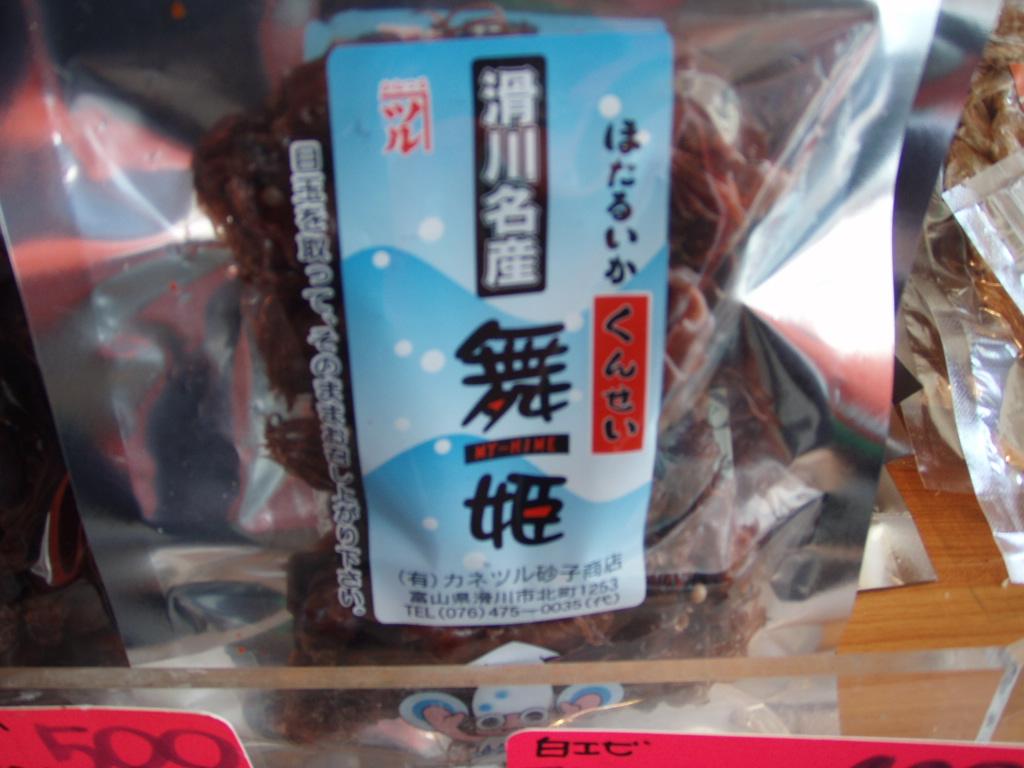 ほたるいか くんせい
滑川名産
舞姫
MY-HIME
ツル
目玉を取って、そのままお召し上がり下さい。
(有)カネツル砂子商店
富山県滑川市北町1253
TEL(076)475-0035(代)
500
白エビ